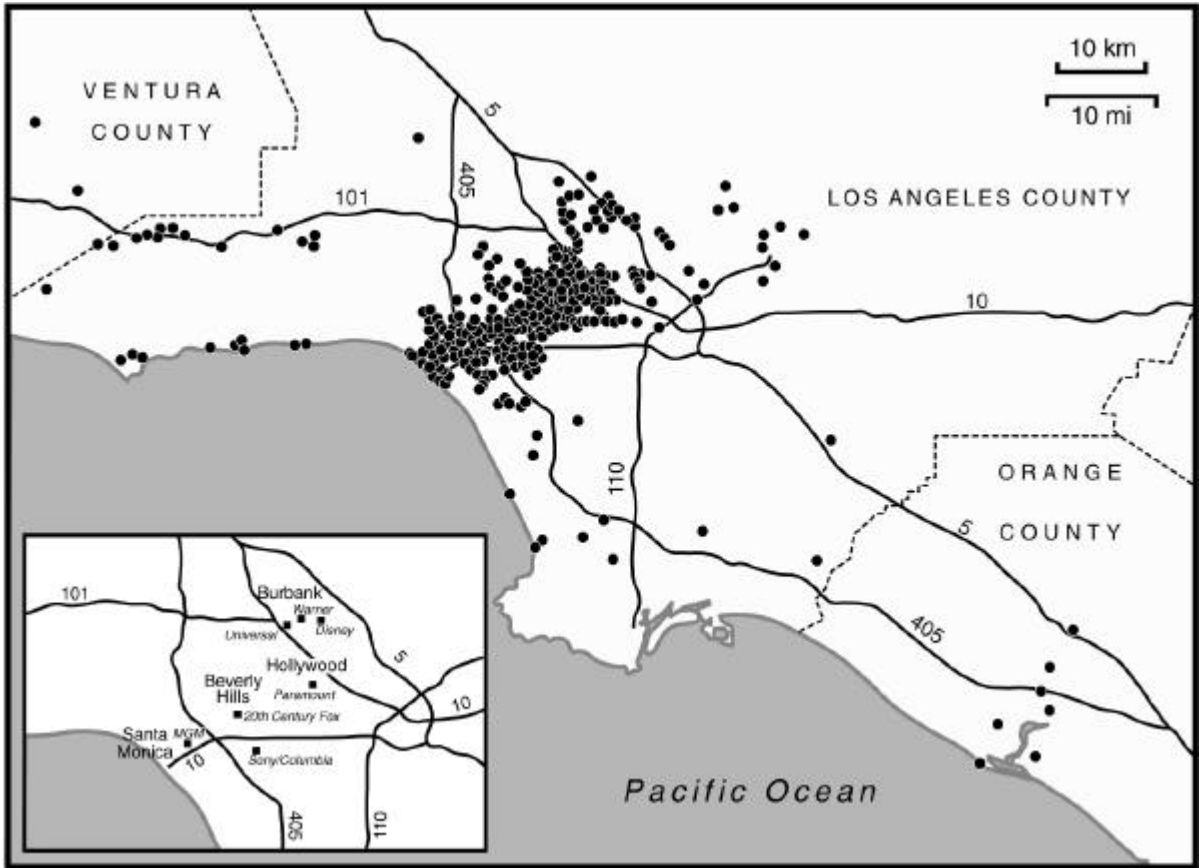 VENTURA
COUNTY
5
10 km
10 mi
405
101
LOS ANGELES COUNTY
10
110
ORANGE
COUNTY
5
405
Pacific Ocean
101
Burbank
Warner
Universal
Disney
5
Hollywood
Paramount
Beverly
Hills
20th Century Fox
10
Santa
Monica
MGM
10
Sony/Columbia
405
110